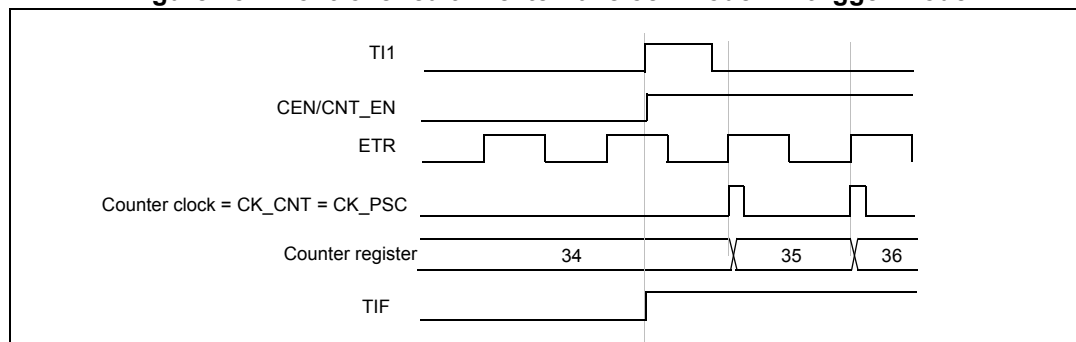 TI1
CEN/CNT_EN
ETR
Counter clock = CK_CNT = CK_PSC
Counter register
34
35
36
TIF